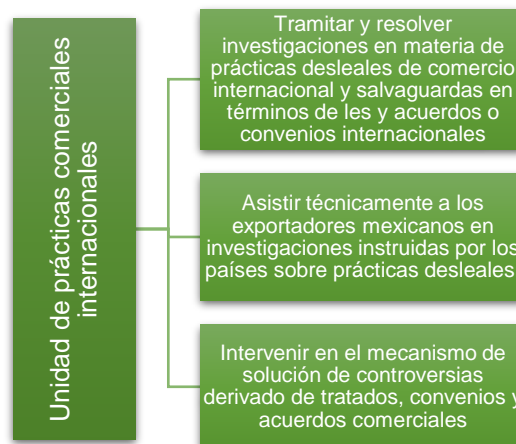 Unidad de prácticas comerciales
internacionales
Tramitar y resolver
investigaciones en materia de
prácticas desleales de comercio
internacional y salvaguardas en
términos de les y acuerdos o
convenios internacionales
Asistir técnicamente a los
exportadores mexicanos en
investigaciones instruidas por los
países sobre prácticas desleales
Intervenir en el mecanismo de
solución de controversias
derivado de tratados, convenios y
acuerdos comerciales